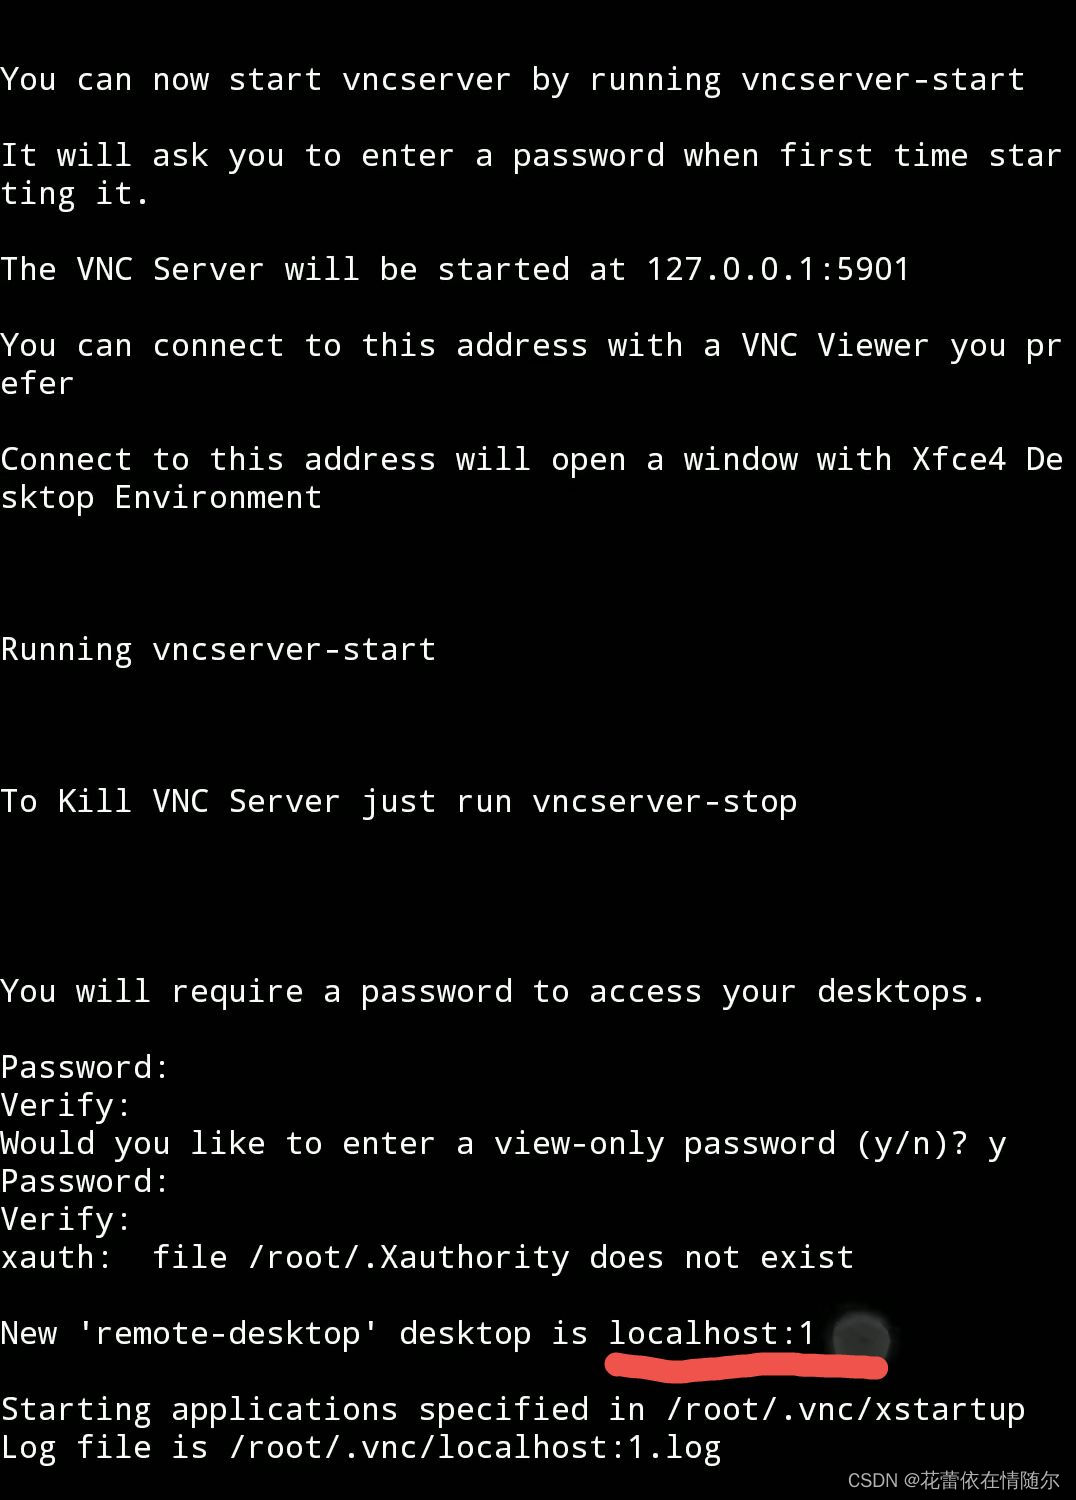 You can now start vncserver by running vncserver-start
It will ask you to enter a password when first time star
ting it.
The VNC Server will be started at 127.0.0.1:5901
You can connect to this address with a VNC Viewer you pr
efer
Connect to this address will open a window with Xfce4 De
sktop Environment
Running vncserver-start
To Kill VNC Server just run vncserver-stop
You will require a password to access your desktops.
Password:
Verify:
Would you like to enter a view-only password (y/n)? y
Password:
Verify:
xauth:  file /root/.Xauthority does not exist
New 'remote-desktop' desktop is localhost:1
Starting applications specified in /root/.vnc/xstartup
Log file is /root/.vnc/localhost:1.log
CSDN @花蕾依在情随尔